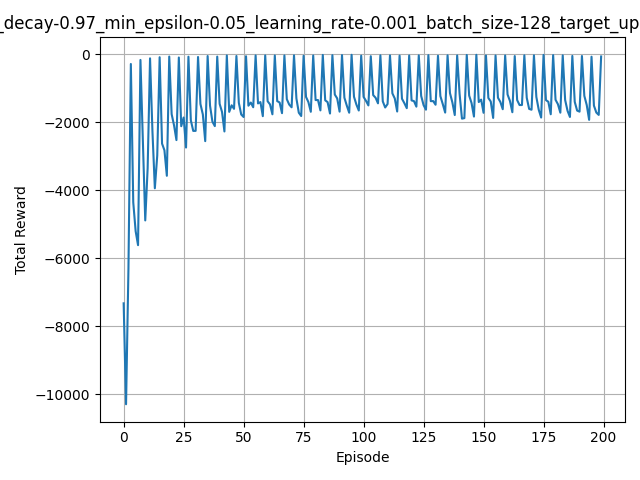 _decay-0.97_min_epsilon-0.05_learning_rate-0.001_batch_size-128_target_up
0
−2000
−4000
−6000
−8000
−10000
Total Reward
0 25 50 75 100 125 150 175 200
Episode